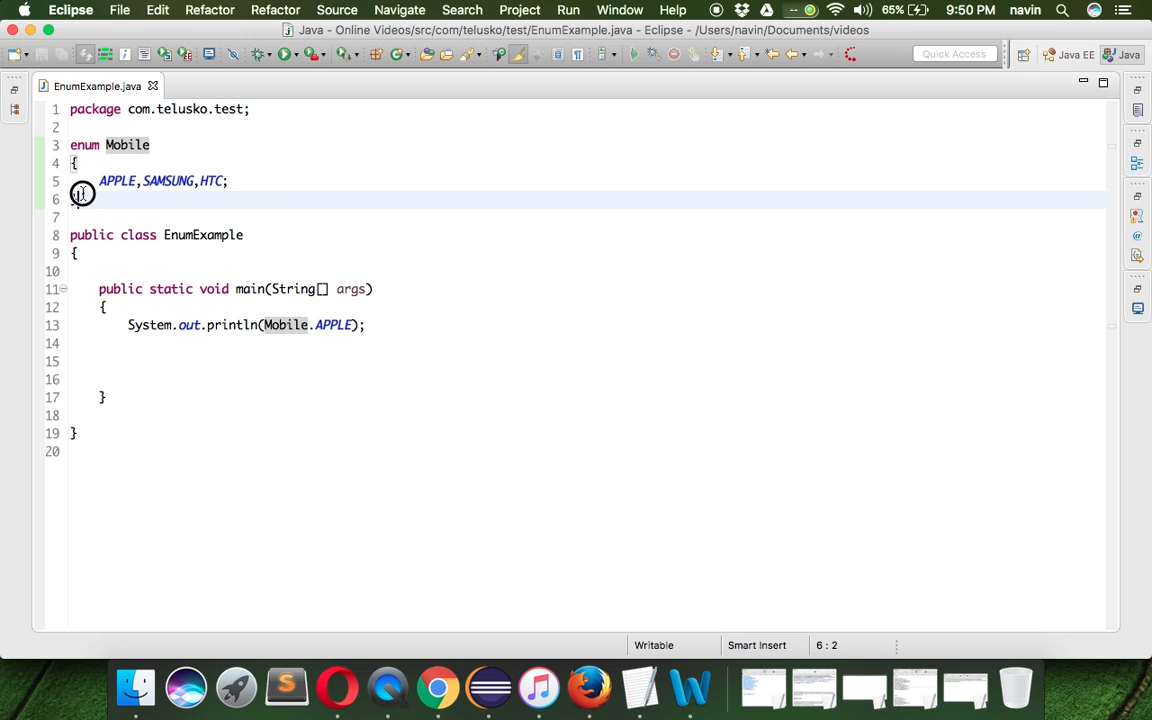 Eclipse File Edit Refactor Refactor Source Navigate Search Project Run Window Help 65% 9:50 PM navin
Java - Online Videos/src/com/telusko/test/EnumExample.java - Eclipse - /Users/navin/Documents/videos
Quick Access Java EE Java
EnumExample.java
1 package com.telusko.test;
2
3 enum Mobile
4 {
5 APPLE,SAMSUNG,HTC;
6
7
8 public class EnumExample
9 {
10
11 public static void main(String[] args)
12 {
13 System.out.println(Mobile.APPLE);
14
15
16
17 }
18
19 }
20
Writable Smart Insert 6 : 2